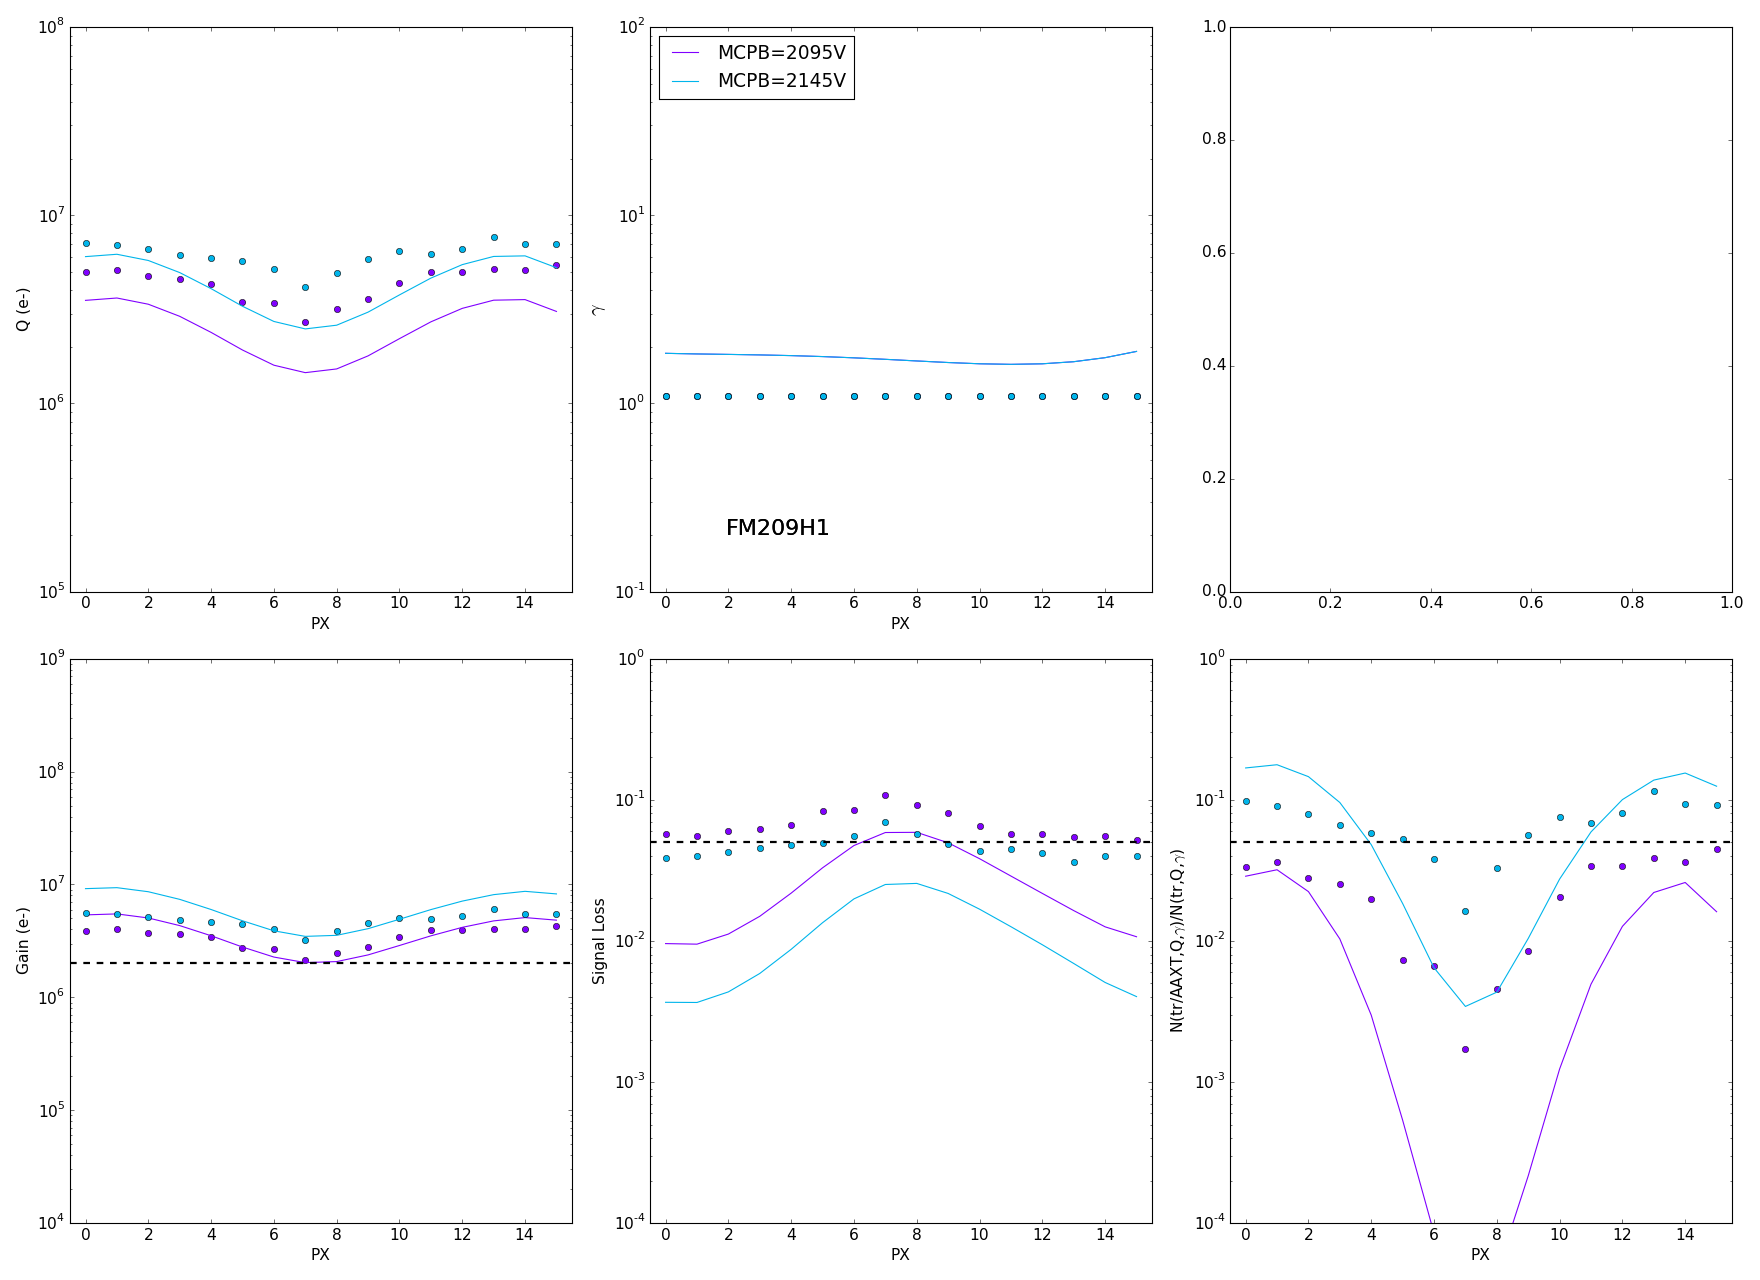 10^8
10^7
10^6
10^5
Q (e-)
0 2 4 6 8 10 12 14
PX
10^2
10^1
10^0
10^-1
γ
MCPB=2095V
MCPB=2145V
FM209H1
0 2 4 6 8 10 12 14
PX
1.0
0.8
0.6
0.4
0.2
0.0
0.0 0.2 0.4 0.6 0.8 1.0
10^9
10^8
10^7
10^6
10^5
10^4
Gain (e-)
0 2 4 6 8 10 12 14
PX
10^0
10^-1
10^-2
10^-3
10^-4
Signal Loss
0 2 4 6 8 10 12 14
PX
10^0
10^-1
10^-2
10^-3
10^-4
N(tr/AAXT,Q,γ)/N(tr,Q,γ)
0 2 4 6 8 10 12 14
PX